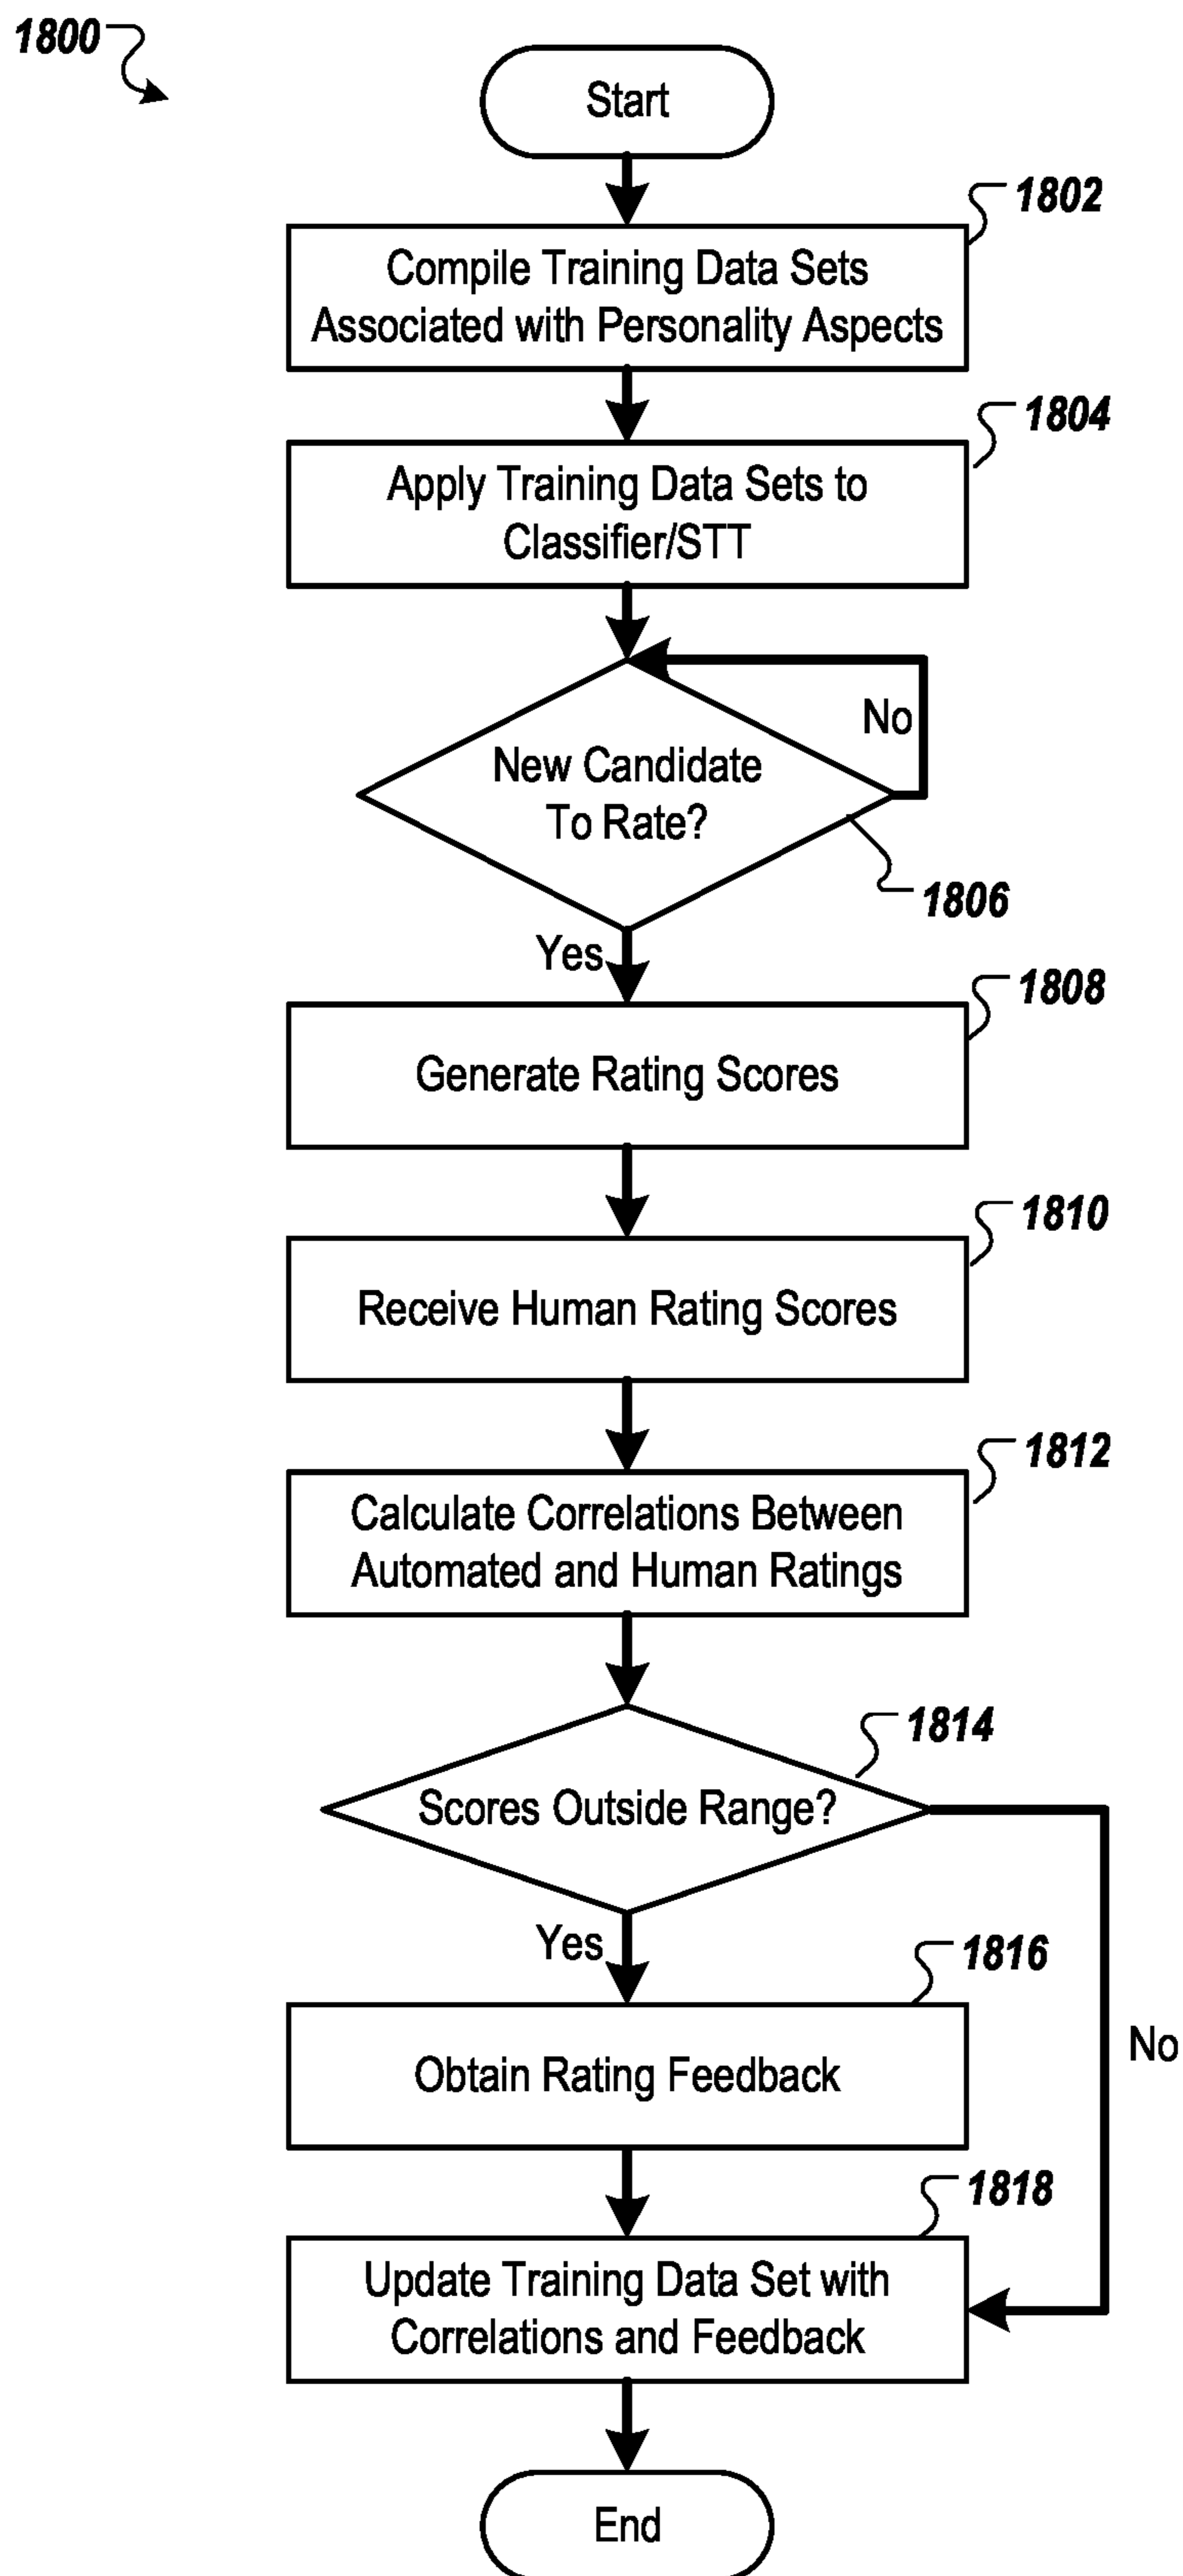 1800
Start
1802
Compile Training Data Sets
Associated with Personality Aspects
1804
Apply Training Data Sets to
Classifier/STT
No
New Candidate
To Rate?
1806
Yes
1808
Generate Rating Scores
1810
Receive Human Rating Scores
1812
Calculate Correlations Between
Automated and Human Ratings
1814
Scores Outside Range?
Yes
1816
No
Obtain Rating Feedback
1818
Update Training Data Set with
Correlations and Feedback
End